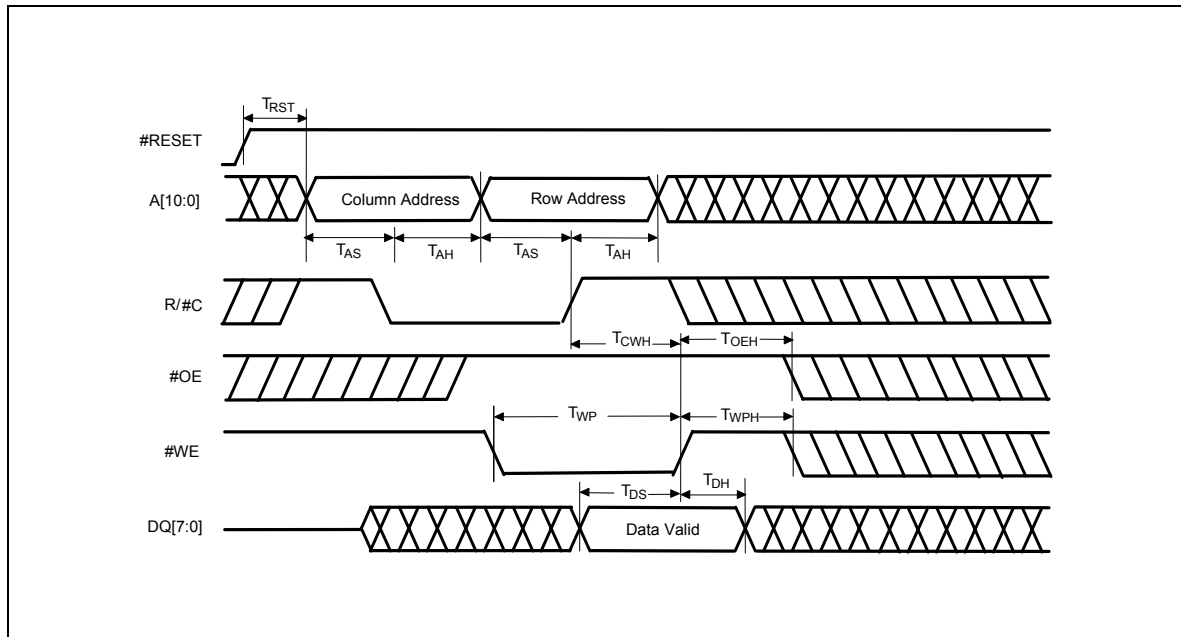 TRST
#RESET
A[10:0]
Column Address
Row Address
TAS
TAH
TAS
TAH
R/#C
TCWH
TOEH
#OE
TWP
TWPH
#WE
TDS
TDH
DQ[7:0]
Data Valid